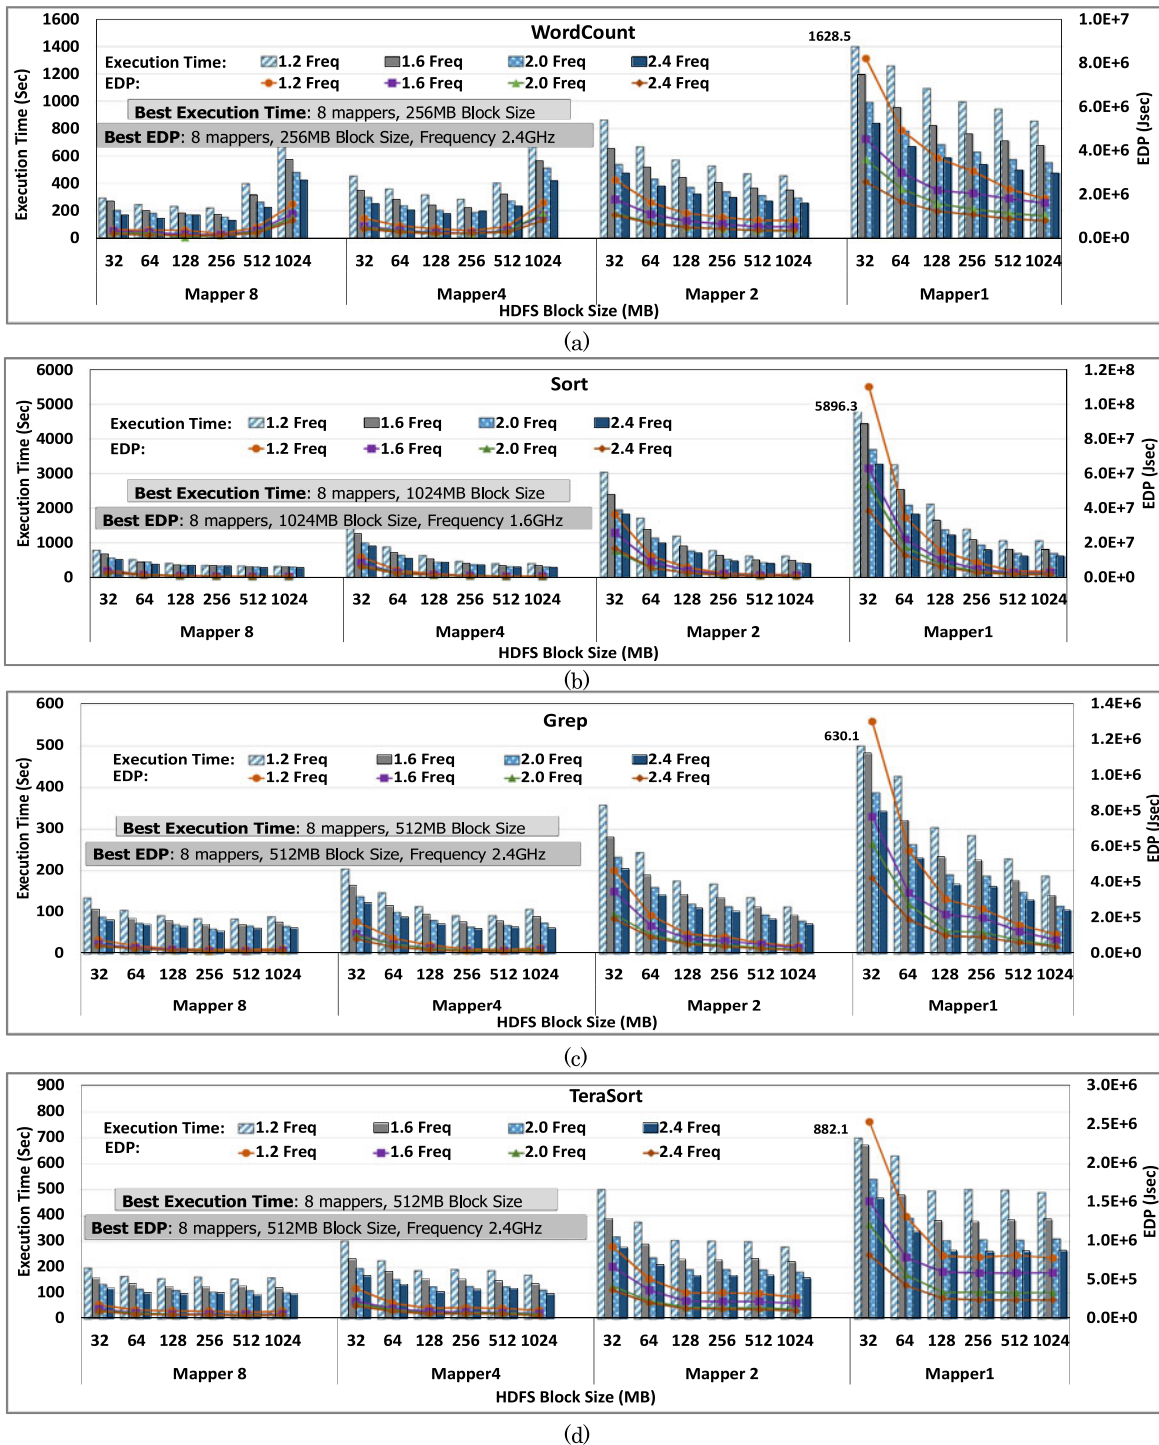 WordCount
1600
1400
1200
1000
800
600
400
200
0
Execution Time (Sec)
1.0E+7
8.0E+6
6.0E+6
4.0E+6
2.0E+6
0.0E+0
EDP (Jsec)
1628.5
Execution Time: 1.2 Freq 1.6 Freq 2.0 Freq 2.4 Freq
EDP: 1.2 Freq 1.6 Freq 2.0 Freq 2.4 Freq
Best Execution Time: 8 mappers, 256MB Block Size
Best EDP: 8 mappers, 256MB Block Size, Frequency 2.4GHz
32 64 128 256 512 1024 32 64 128 256 512 1024 32 64 128 256 512 1024 32 64 128 256 512 1024
Mapper 8 Mapper4 Mapper 2 Mapper1
HDFS Block Size (MB)
(a)
Sort
6000
5000
4000
3000
2000
1000
0
Execution Time (Sec)
1.2E+8
1.0E+8
8.0E+7
6.0E+7
4.0E+7
2.0E+7
0.0E+0
EDP (Jsec)
5896.3
Execution Time: 1.2 Freq 1.6 Freq 2.0 Freq 2.4 Freq
EDP: 1.2 Freq 1.6 Freq 2.0 Freq 2.4 Freq
Best Execution Time: 8 mappers, 1024MB Block Size
Best EDP: 8 mappers, 1024MB Block Size, Frequency 1.6GHz
32 64 128 256 512 1024 32 64 128 256 512 1024 32 64 128 256 512 1024 32 64 128 256 512 1024
Mapper 8 Mapper4 Mapper 2 Mapper1
HDFS Block Size (MB)
(b)
Grep
600
500
400
300
200
100
0
Execution Time (Sec)
1.4E+6
1.2E+6
1.0E+6
8.0E+5
6.0E+5
4.0E+5
2.0E+5
0.0E+0
EDP (Jsec)
630.1
Execution Time: 1.2 Freq 1.6 Freq 2.0 Freq 2.4 Freq
EDP: 1.2 Freq 1.6 Freq 2.0 Freq 2.4 Freq
Best Execution Time: 8 mappers, 512MB Block Size
Best EDP: 8 mappers, 512MB Block Size, Frequency 2.4GHz
32 64 128 256 512 1024 32 64 128 256 512 1024 32 64 128 256 512 1024 32 64 128 256 512 1024
Mapper 8 Mapper4 Mapper 2 Mapper1
HDFS Block Size (MB)
(c)
TeraSort
900
800
700
600
500
400
300
200
100
0
Execution Time (Sec)
3.0E+6
2.5E+6
2.0E+6
1.5E+6
1.0E+6
5.0E+5
0.0E+0
EDP (Jsec)
882.1
Execution Time: 1.2 Freq 1.6 Freq 2.0 Freq 2.4 Freq
EDP: 1.2 Freq 1.6 Freq 2.0 Freq 2.4 Freq
Best Execution Time: 8 mappers, 512MB Block Size
Best EDP: 8 mappers, 512MB Block Size, Frequency 2.4GHz
32 64 128 256 512 1024 32 64 128 256 512 1024 32 64 128 256 512 1024 32 64 128 256 512 1024
Mapper 8 Mapper4 Mapper 2 Mapper1
HDFS Block Size (MB)
(d)